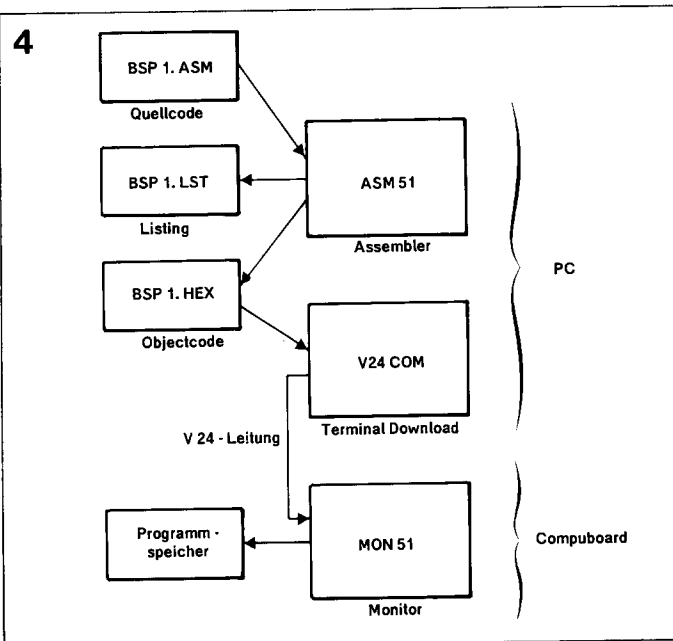 4
BSP 1. ASM
Quellcode
BSP 1. LST
Listing
ASM 51
Assembler
BSP 1. HEX
Objectcode
PC
V24 COM
Terminal Download
V 24 - Leitung
Programm -
speicher
MON 51
Monitor
Compuboard